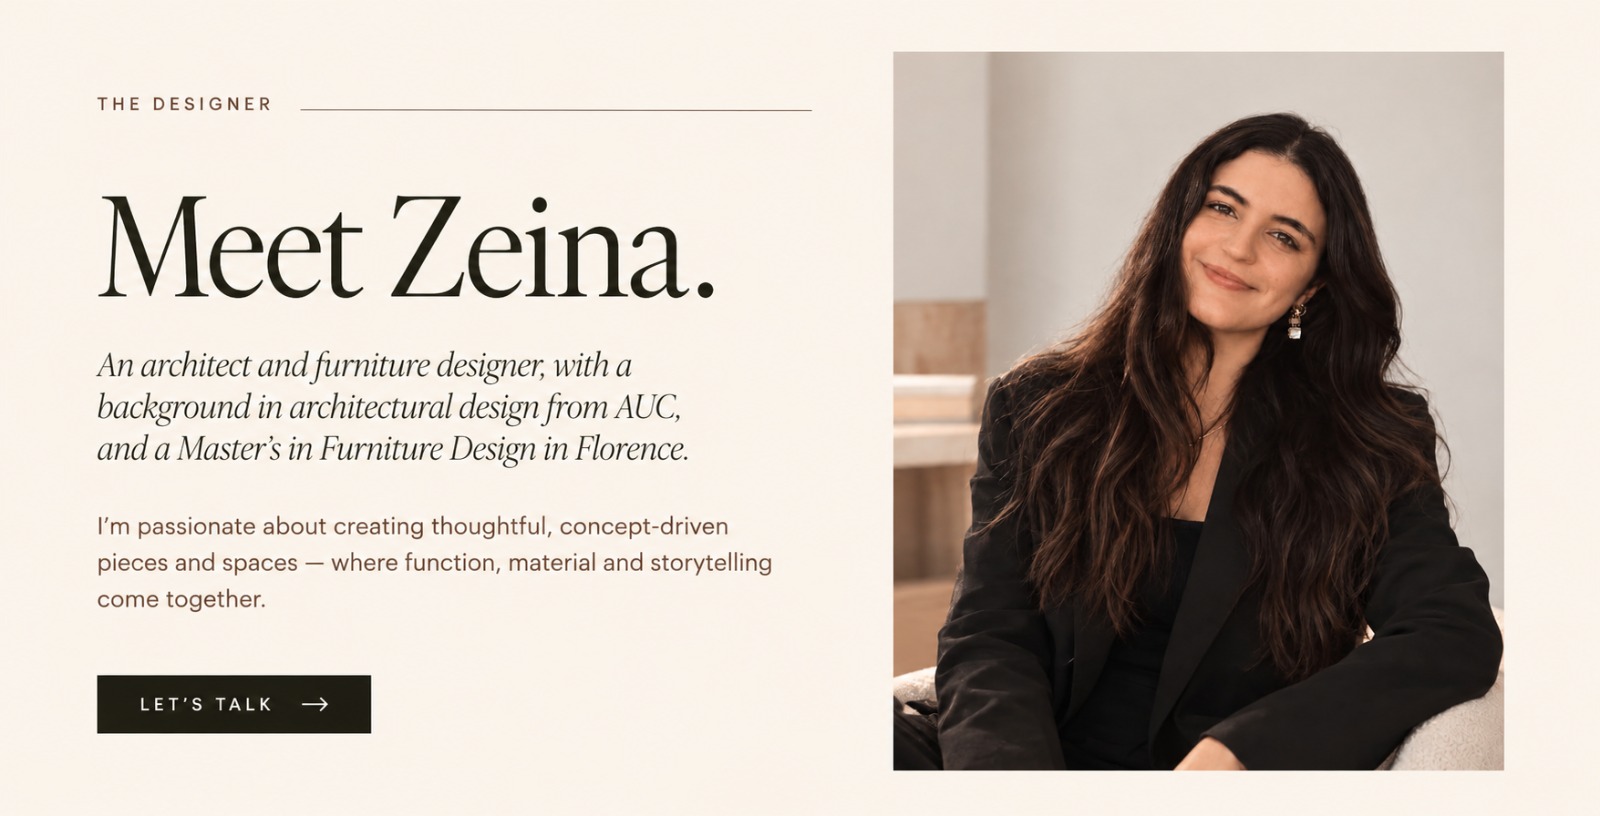 THE DESIGNER
Meet Zeina.
An architect and furniture designer, with a
background in architectural design from AUC,
and a Master’s in Furniture Design in Florence.
I’m passionate about creating thoughtful, concept-driven
pieces and spaces — where function, material and storytelling
come together.
LET’S TALK →